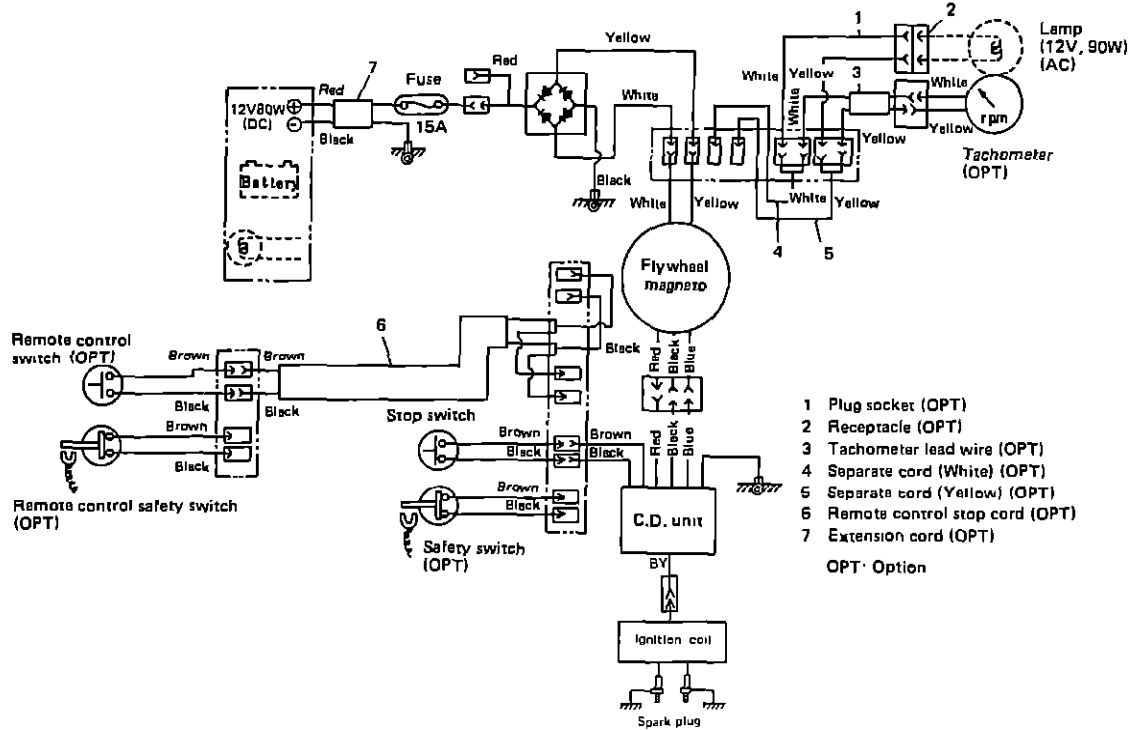 1
2
Lamp
(12V, 90W)
(AC)
Yellow
Red
7
Fuse
White
Yellow
3
White
White
Red
12V80W
(DC)
15A
White
rpm
Black
Yellow
Yellow
Tachometer
(OPT)
Battery
Black
White
Yellow
White
Yellow
4
5
Flywheel
magneto
Remote control
switch (OPT)
6
Brown
Brown
Black
Red
Black
Blue
Black
Black
Stop switch
Brown
Black
Brown
Brown
Black
Black
Red
Black
Blue
Remote control safety switch
(OPT)
Brown
Black
Safety switch
(OPT)
C.D. unit
BY
Ignition coil
Spark plug
1 Plug socket (OPT)
2 Receptacle (OPT)
3 Tachometer lead wire (OPT)
4 Separate cord (White) (OPT)
5 Separate cord (Yellow) (OPT)
6 Remote control stop cord (OPT)
7 Extension cord (OPT)
OPT· Option